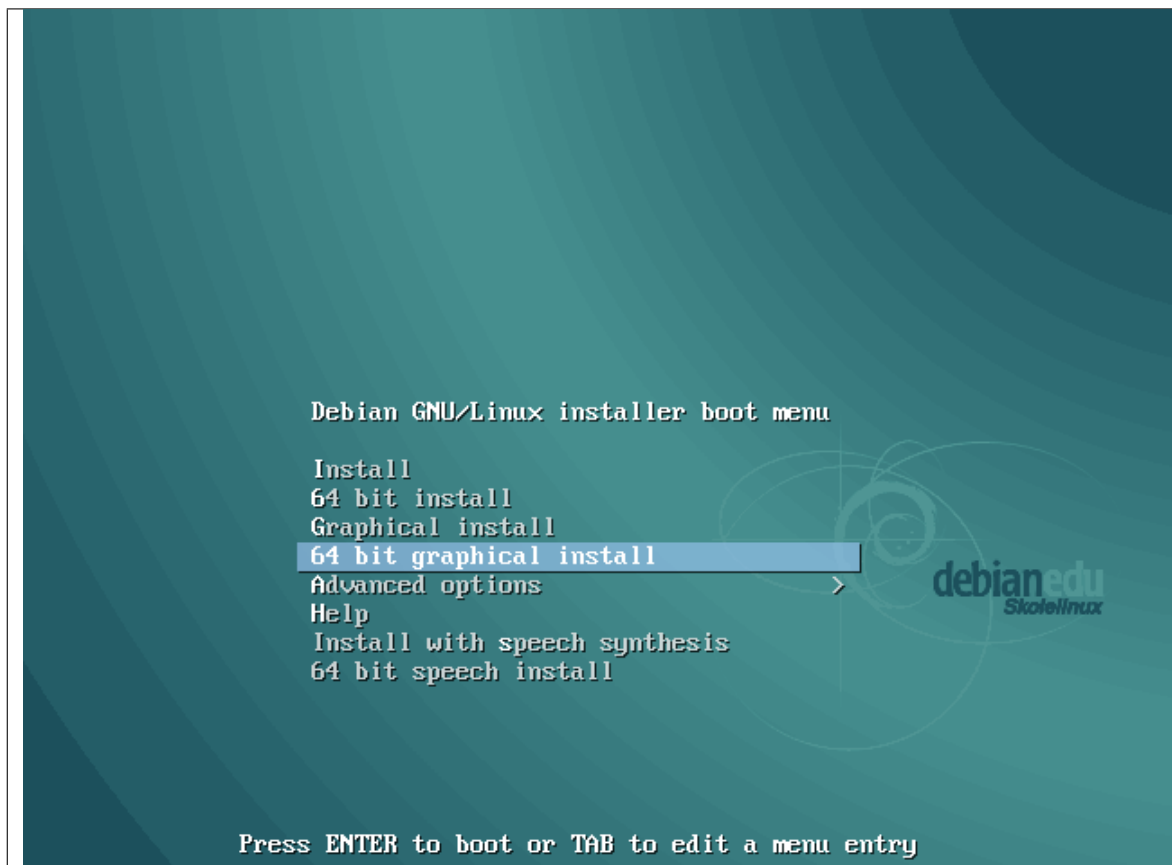 Debian GNU/Linux installer boot menu
Install
64 bit install
Graphical install
64 bit graphical install
Advanced options >
Help
Install with speech synthesis
64 bit speech install
debianedu
Skolelinux
Press ENTER to boot or TAB to edit a menu entry